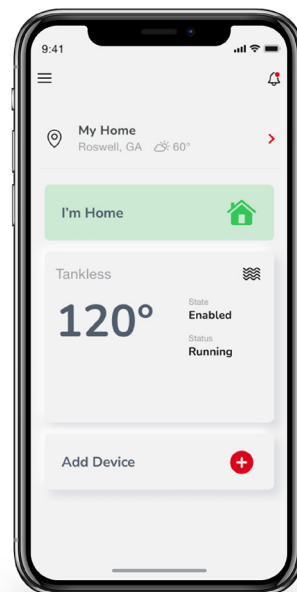 9:41
My Home
Roswell, GA 60°
I'm Home
Tankless
120°
State
Enabled
Status
Running
Add Device